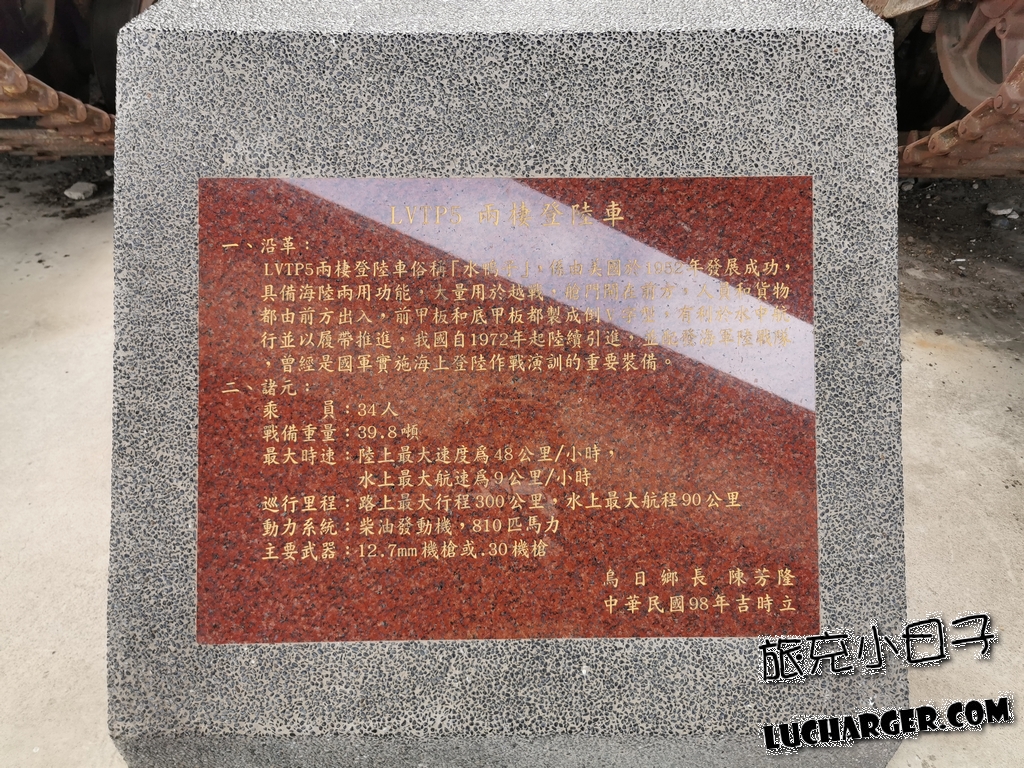 LVTP5 兩棲登陸車
一、沿革：
LVTP5兩棲登陸車俗稱「水鴨子」，係由美國於1952年發展成功，
具備海陸兩用功能，大量用於越戰，艙門開在前方，人員和貨物
都由前方出入，前甲板和底甲板都製成倒V字型，有利於水中航
行並以履帶推進，我國自1972年起陸續引進，並配賦海軍陸戰隊
，曾經是國軍實施海上登陸作戰演訓的重要裝備。
二、諸元：
乘　　員：34人
戰備重量：39.8噸
最大時速：陸上最大速度為48公里/小時，
水上最大航速為9公里/小時
巡行里程：路上最大行程300公里，水上最大航程90公里
動力系統：柴油發動機，810匹馬力
主要武器：12.7mm機槍或.30機槍
烏日鄉長 陳芳隆
中華民國98年吉時立
旅充小日子
LUCHARGER.COM